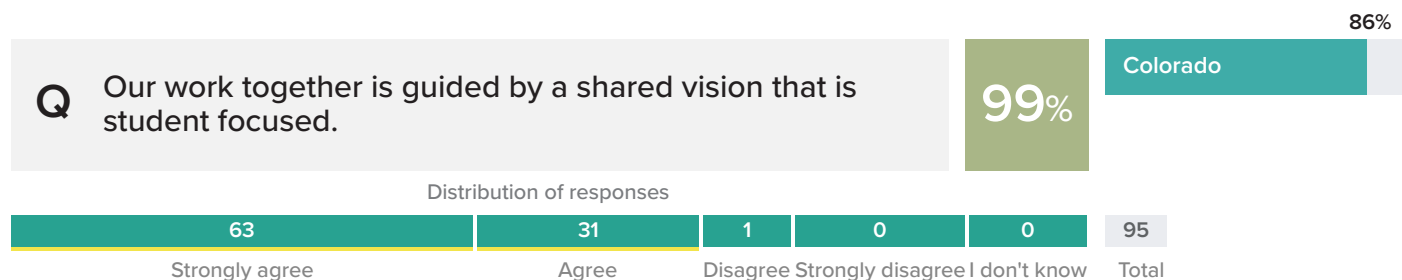 86%
Q Our work together is guided by a shared vision that is
student focused.
99%
Colorado
Distribution of responses
63 31 1 0 0 95
Strongly agree Agree Disagree Strongly disagree I don't know Total